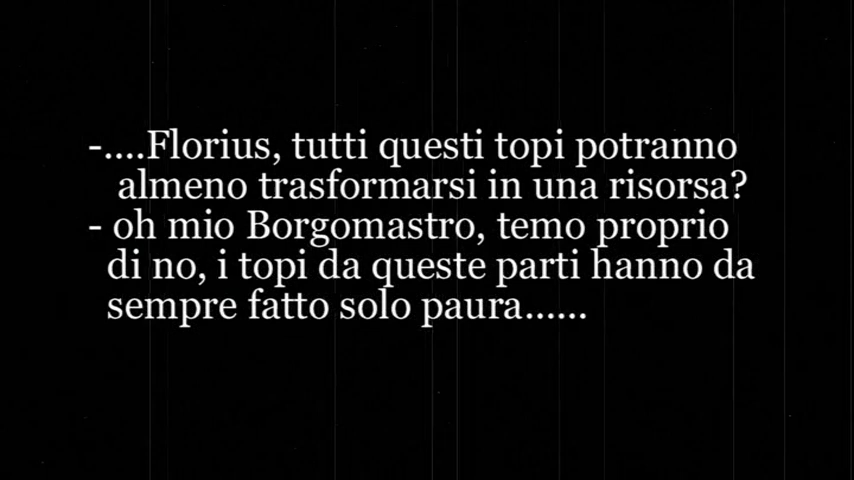 -....Florius, tutti questi topi potranno
almeno trasformarsi in una risorsa?
- oh mio Borgomastro, temo proprio
di no, i topi da queste parti hanno da
sempre fatto solo paura......